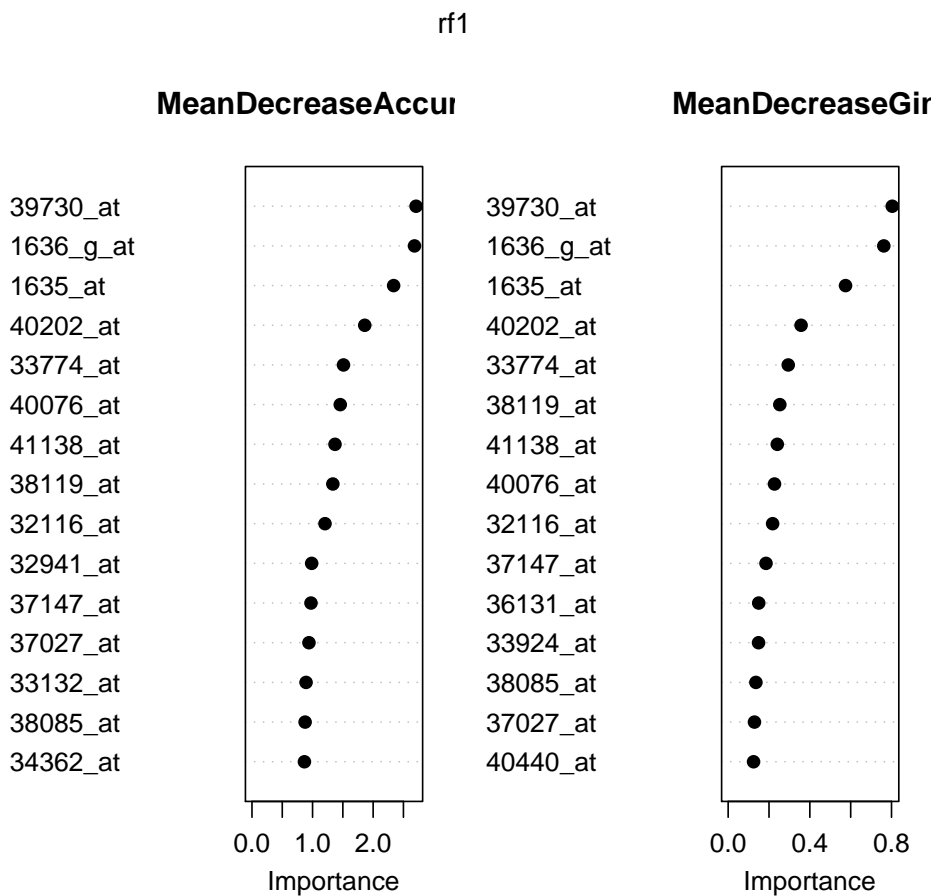 rf1
MeanDecreaseAccur
39730_at
1636_g_at
1635_at
40202_at
33774_at
40076_at
41138_at
38119_at
32116_at
32941_at
37147_at
37027_at
33132_at
38085_at
34362_at
0.0 1.0 2.0
Importance
MeanDecreaseGin
39730_at
1636_g_at
1635_at
40202_at
33774_at
38119_at
41138_at
40076_at
32116_at
37147_at
36131_at
33924_at
38085_at
37027_at
40440_at
0.0 0.4 0.8
Importance